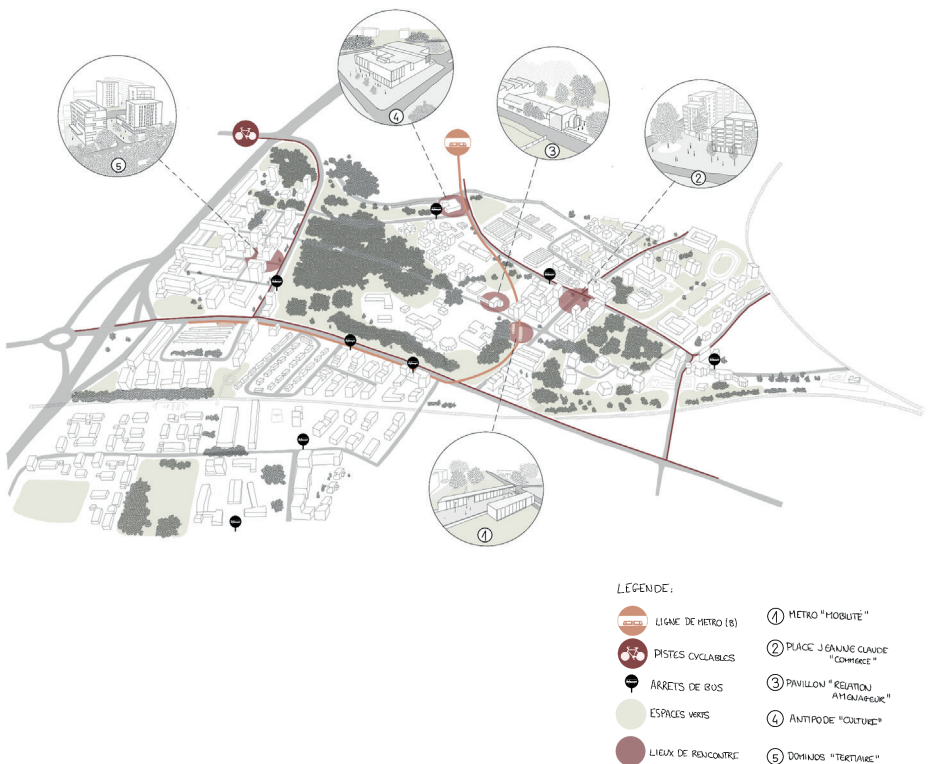 5
4
3
2
1
LEGENDE:
LIGNE DE METRO (B)
PISTES CYCLABLES
ARRETS DE BUS
ESPACES VERTS
LIEUX DE RENCONTRE
1 METRO "MOBILITÉ"
2 PLACE JEANNE CLAUDE
"COMMERCE"
3 PAVILLON "RELATION
AMENAGEUR"
4 ANTIPODE "CULTURE"
5 DOMINOS "TERTIAIRE"